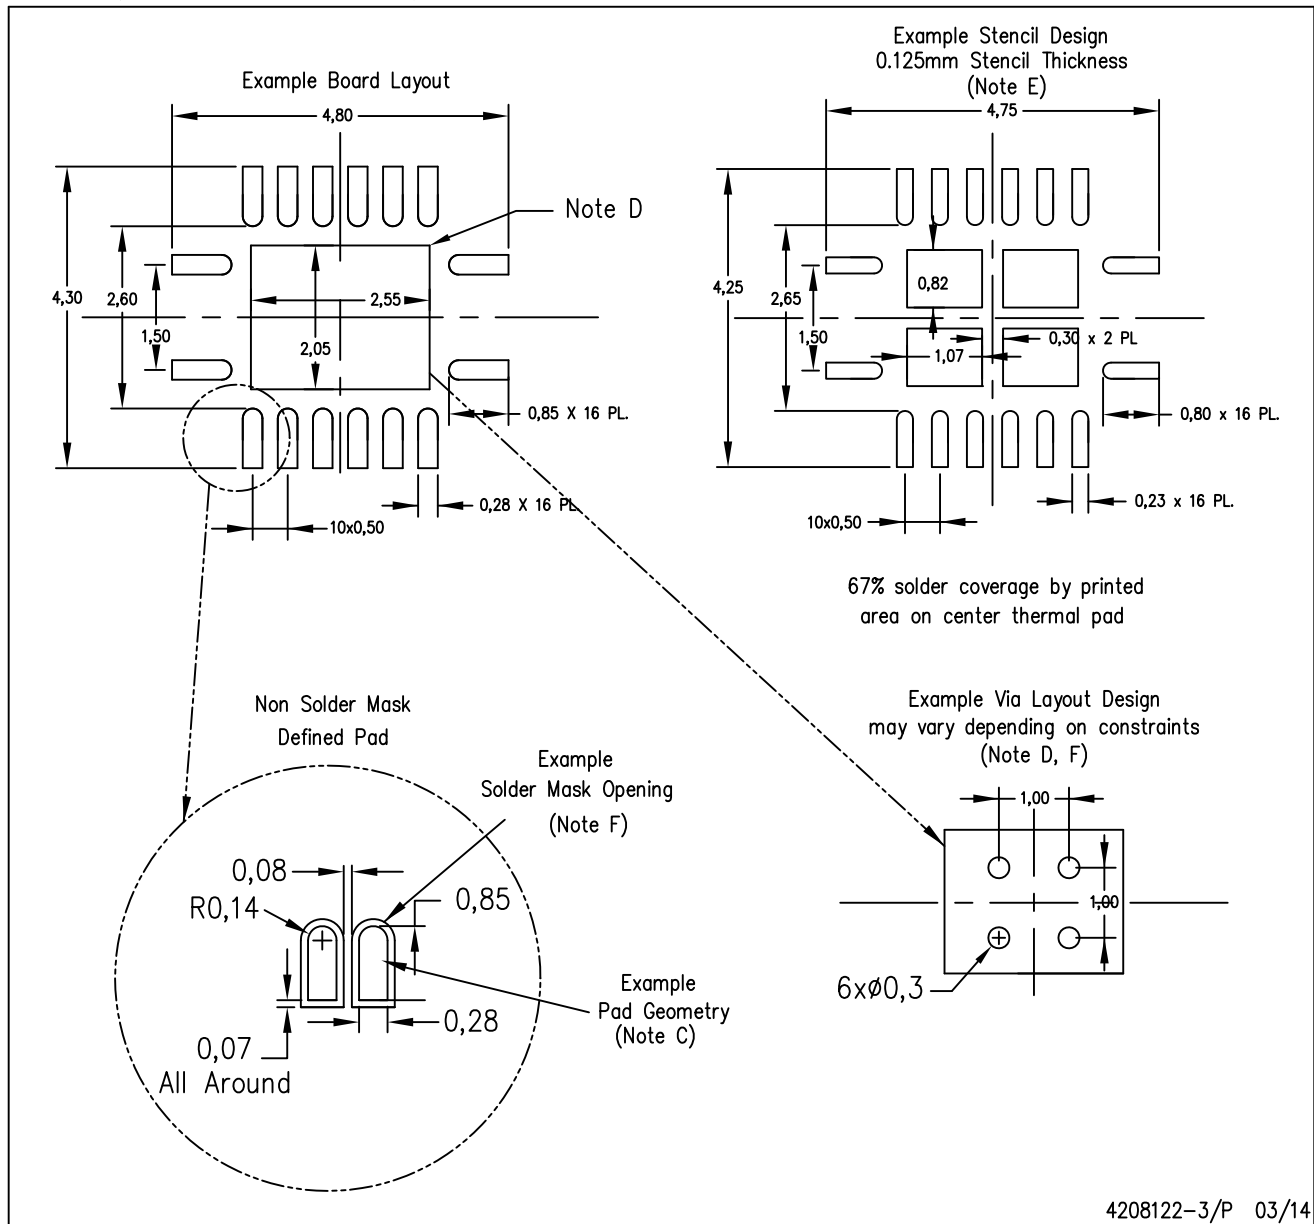 Example Board Layout
4,80
Note D
4,30
2,60
1,50
2,55
2,05
0,85 X 16 PL.
0,28 X 16 PL.
10x0,50
Example Stencil Design
0.125mm Stencil Thickness
(Note E)
4,75
4,25
2,65
1,50
0,82
0,30 x 2 PL
1,07
0,80 x 16 PL.
0,23 x 16 PL.
10x0,50
67% solder coverage by printed
area on center thermal pad
Non Solder Mask
Defined Pad
Example
Solder Mask Opening
(Note F)
0,08
R0,14
0,85
Example
Pad Geometry
(Note C)
0,28
0,07
All Around
Example Via Layout Design
may vary depending on constraints
(Note D, F)
1,00
1,00
6xø0,3
4208122-3/P 03/14